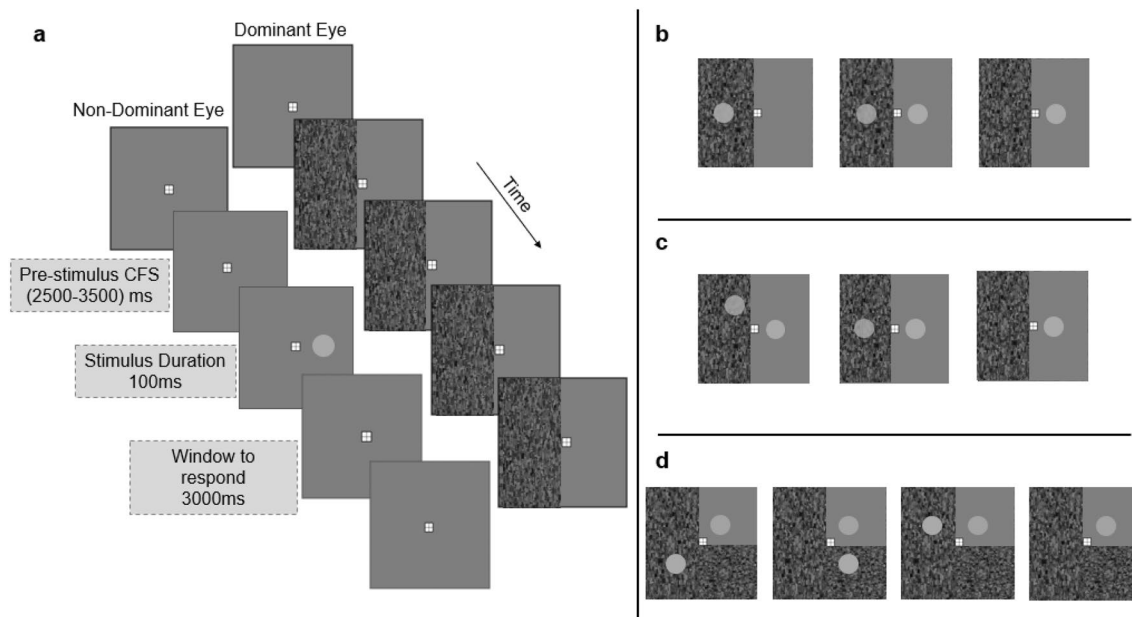 a
Dominant Eye
Non-Dominant Eye
Time
Pre-stimulus CFS
(2500-3500) ms
Stimulus Duration
100ms
Window to
respond
3000ms
b
c
d